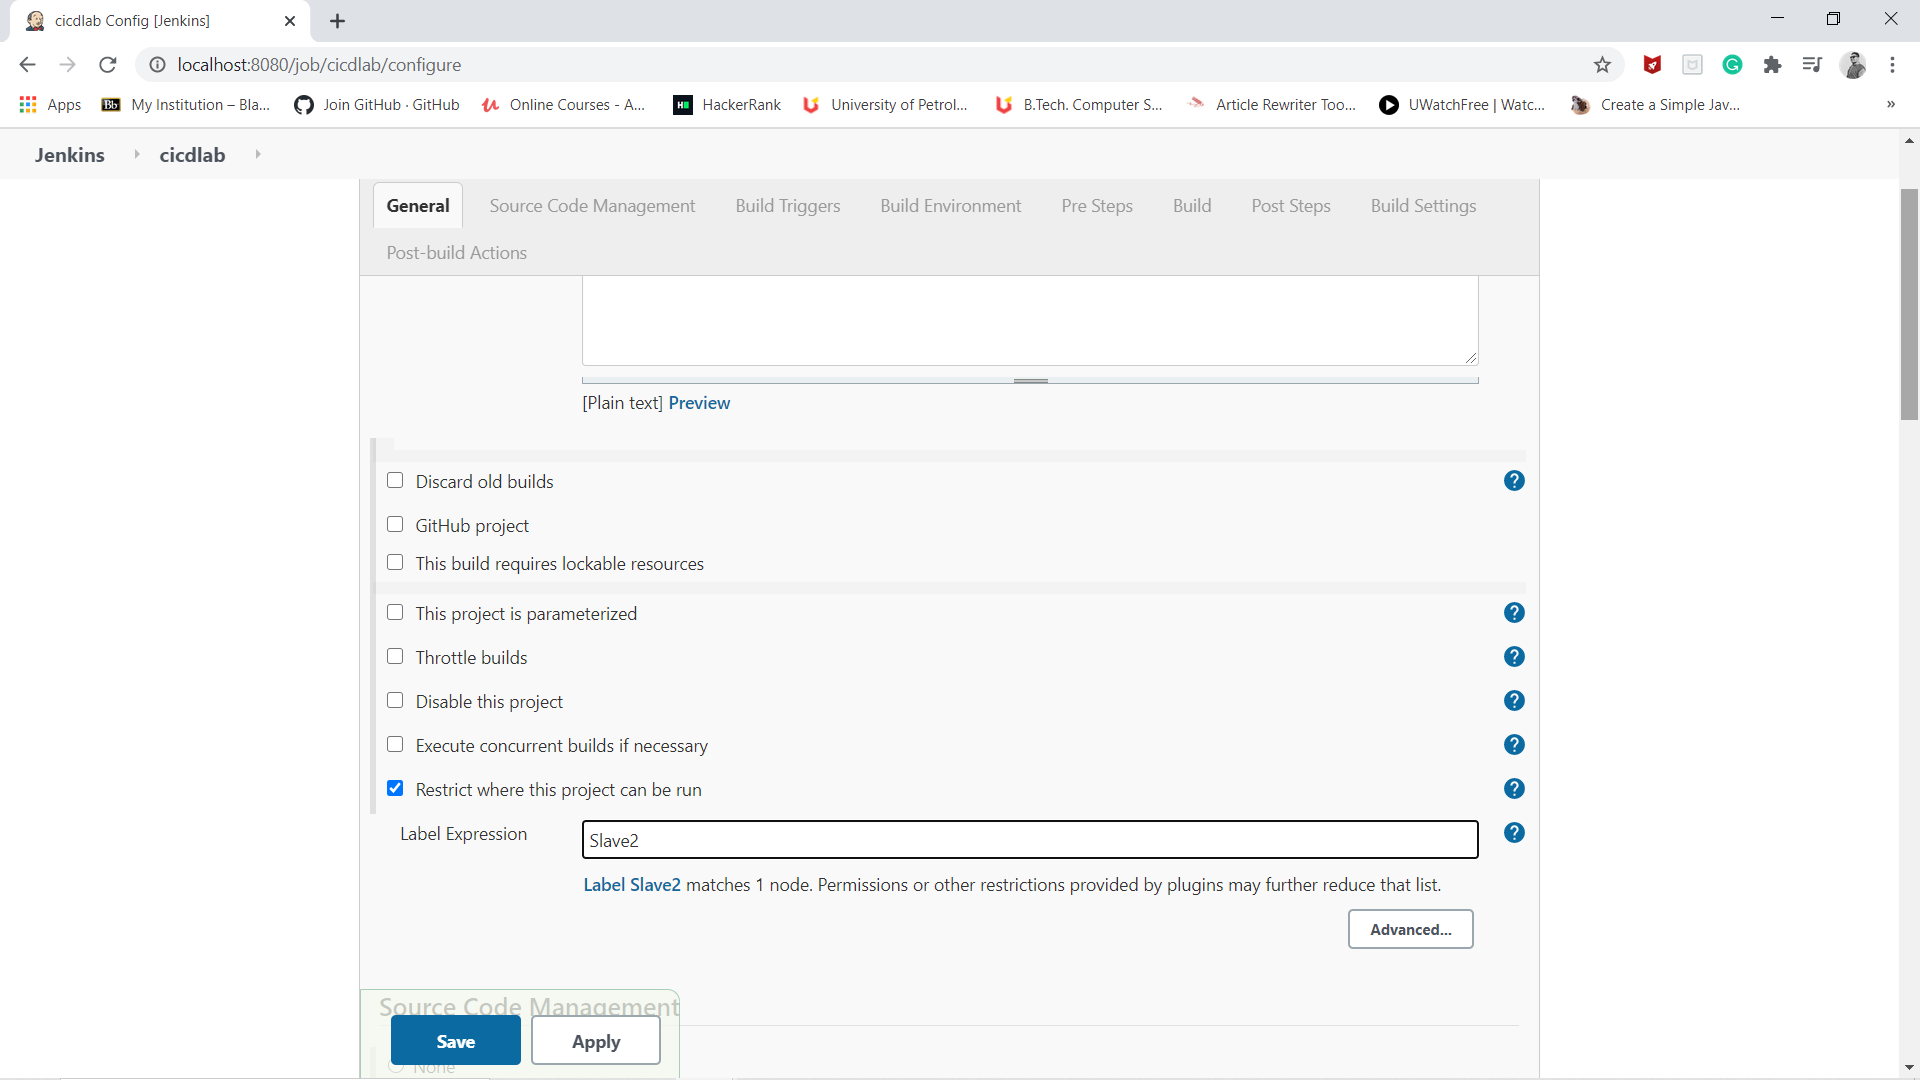 cicdlab Config [Jenkins]
localhost:8080/job/cicdlab/configure
Apps
Bb
My Institution – Bla...
Join GitHub · GitHub
Online Courses - A...
HackerRank
University of Petrol...
B.Tech. Computer S...
Article Rewriter Too...
UWatchFree | Watc...
Create a Simple Jav...
»
Jenkins
cicdlab
General
Source Code Management
Build Triggers
Build Environment
Pre Steps
Build
Post Steps
Build Settings
Post-build Actions
[Plain text] Preview
Discard old builds
?
GitHub project
This build requires lockable resources
This project is parameterized
?
Throttle builds
?
Disable this project
?
Execute concurrent builds if necessary
?
Restrict where this project can be run
?
Label Expression
Slave2
?
Label Slave2 matches 1 node. Permissions or other restrictions provided by plugins may further reduce that list.
Advanced...
Source Code Management
Save
Apply
None